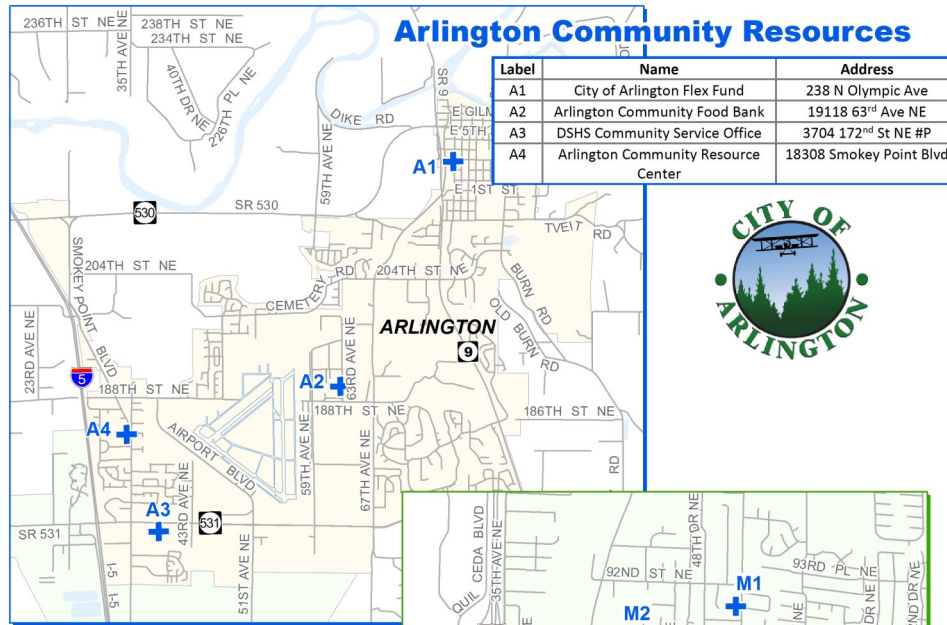 Arlington Community Resources
Label Name Address
A1 City of Arlington Flex Fund 238 N Olympic Ave
A2 Arlington Community Food Bank 19118 63rd Ave NE
A3 DSHS Community Service Office 3704 172nd St NE #P
A4 Arlington Community Resource Center 18308 Smokey Point Blvd
CITY OF
ARLINGTON
236TH ST NE
35TH AVE NE
238TH ST NE
234TH ST NE
40TH DR NE
226TH PL NE
SR 9
DIKE RD
E 5TH
A1
59TH AVE NE
E 1ST ST
530
SR 530
TVEIT RD
SMOKEY POINT BLVD
204TH ST NE
CEMETERY RD
204TH ST NE
BURN RD
OLD BURN RD
ARLINGTON
9
23RD AVE NE
5
63RD AVE NE
A2
188TH ST NE
188TH ST NE
186TH ST NE
A4
AIRPORT BLVD
59TH AVE NE
67TH AVE NE
RD
A3
43RD AVE NE
531
SR 531
I-5
I-5
51ST AVE NE
QUIL CEDA BLVD
35TH AVE NE
48TH DR NE
92ND ST NE
93RD PL NE
M1
M2
NE
DR NE